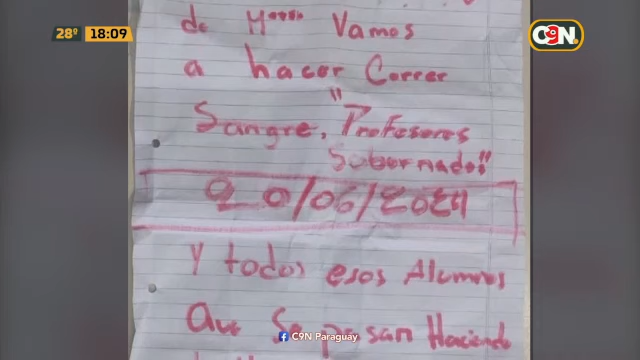 28º 18:09
C9N.
de M**** Vamos
a hacer Correr
Sangre, "Profesores
Sobornados"
20/06/2024
Y todos esos Alumnos
Que Se pasan Haciendo
C9N Paraguay